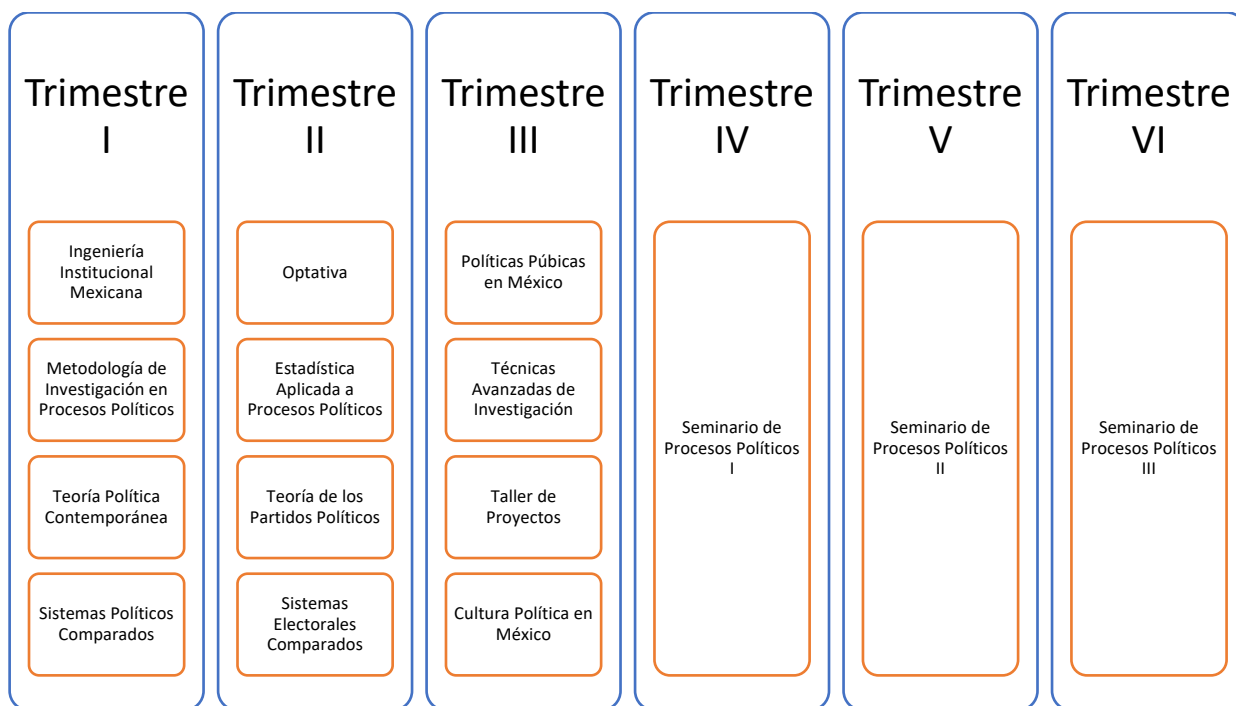 Trimestre
I
Ingeniería
Institucional
Mexicana
Metodología de
Investigación en
Procesos Políticos
Teoría Política
Contemporánea
Sistemas Políticos
Comparados
Trimestre
II
Optativa
Estadística
Aplicada a
Procesos Políticos
Teoría de los
Partidos Políticos
Sistemas
Electorales
Comparados
Trimestre
III
Políticas Púbicas
en México
Técnicas
Avanzadas de
Investigación
Taller de
Proyectos
Cultura Política en
México
Trimestre
IV
Seminario de
Procesos Políticos
I
Trimestre
V
Seminario de
Procesos Políticos
II
Trimestre
VI
Seminario de
Procesos Políticos
III